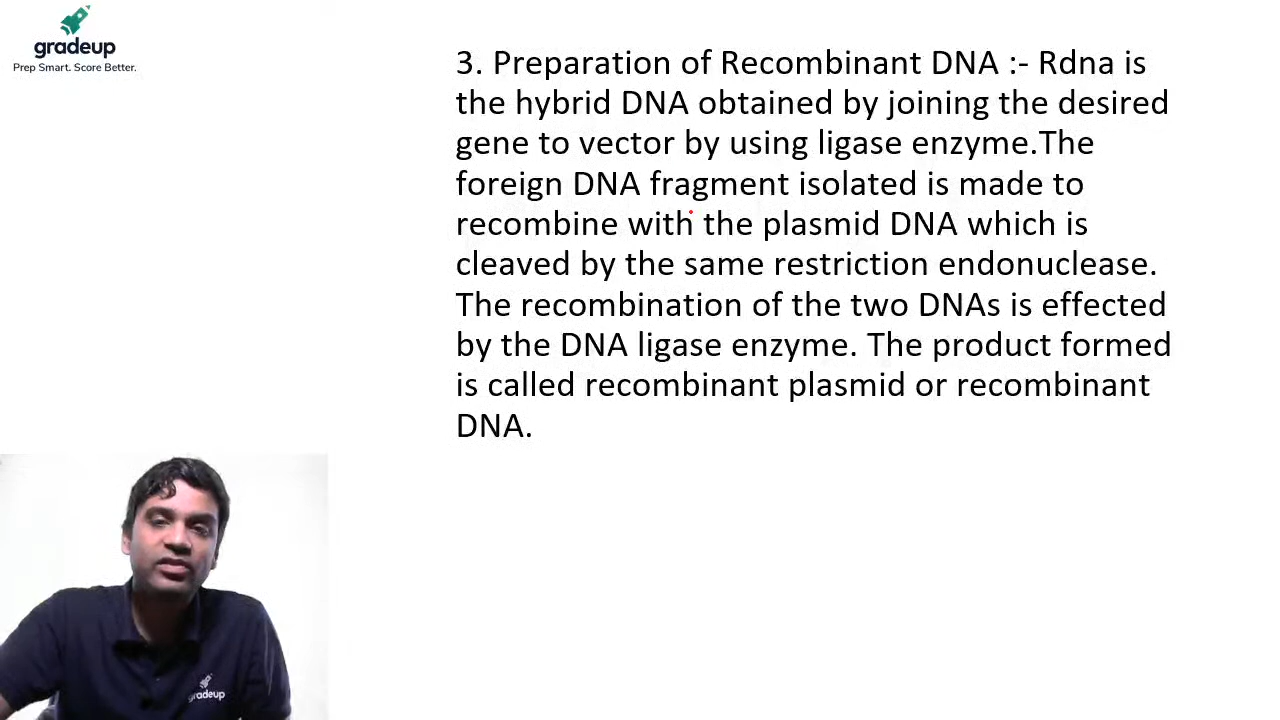 gradeup
Prep Smart. Score Better.
3. Preparation of Recombinant DNA :- Rdna is
the hybrid DNA obtained by joining the desired
gene to vector by using ligase enzyme.The
foreign DNA fragment isolated is made to
recombine with the plasmid DNA which is
cleaved by the same restriction endonuclease.
The recombination of the two DNAs is effected
by the DNA ligase enzyme. The product formed
is called recombinant plasmid or recombinant
DNA.
gradeup